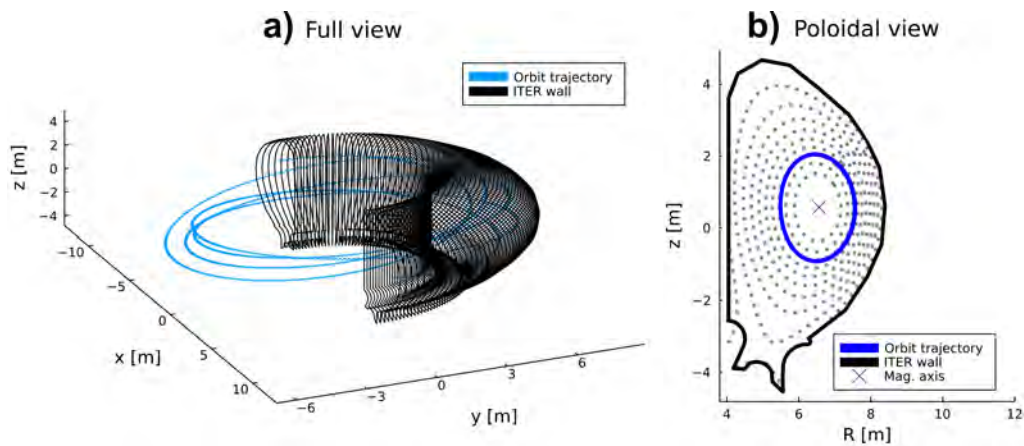 a) Full view
Orbit trajectory
ITER wall
z [m]
4
2
0
−2
−4
−10
−5
0
5
10
x [m]
−6
−3
0
3
6
y [m]
b) Poloidal view
z [m]
4
2
0
−2
−4
Orbit trajectory
ITER wall
Mag. axis
4
6
8
10
12
R [m]